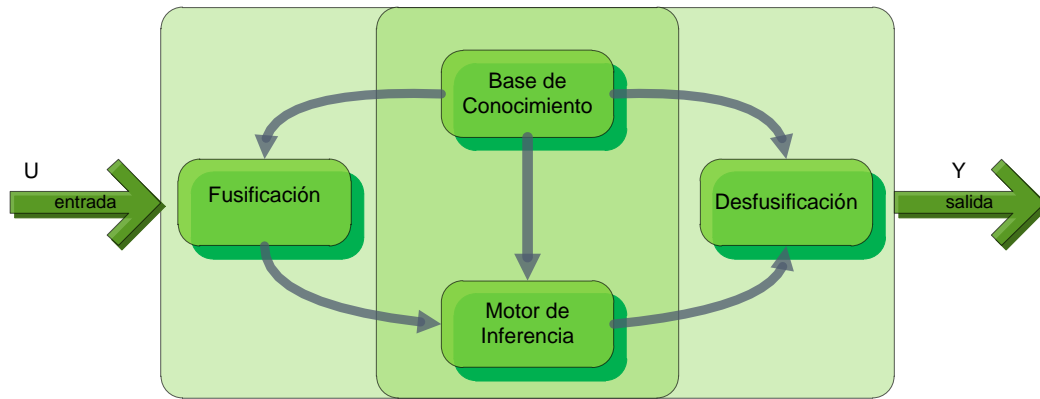 Base de
Conocimiento
U
entrada
Fusificación
Desfusificación
Y
salida
Motor de
Inferencia